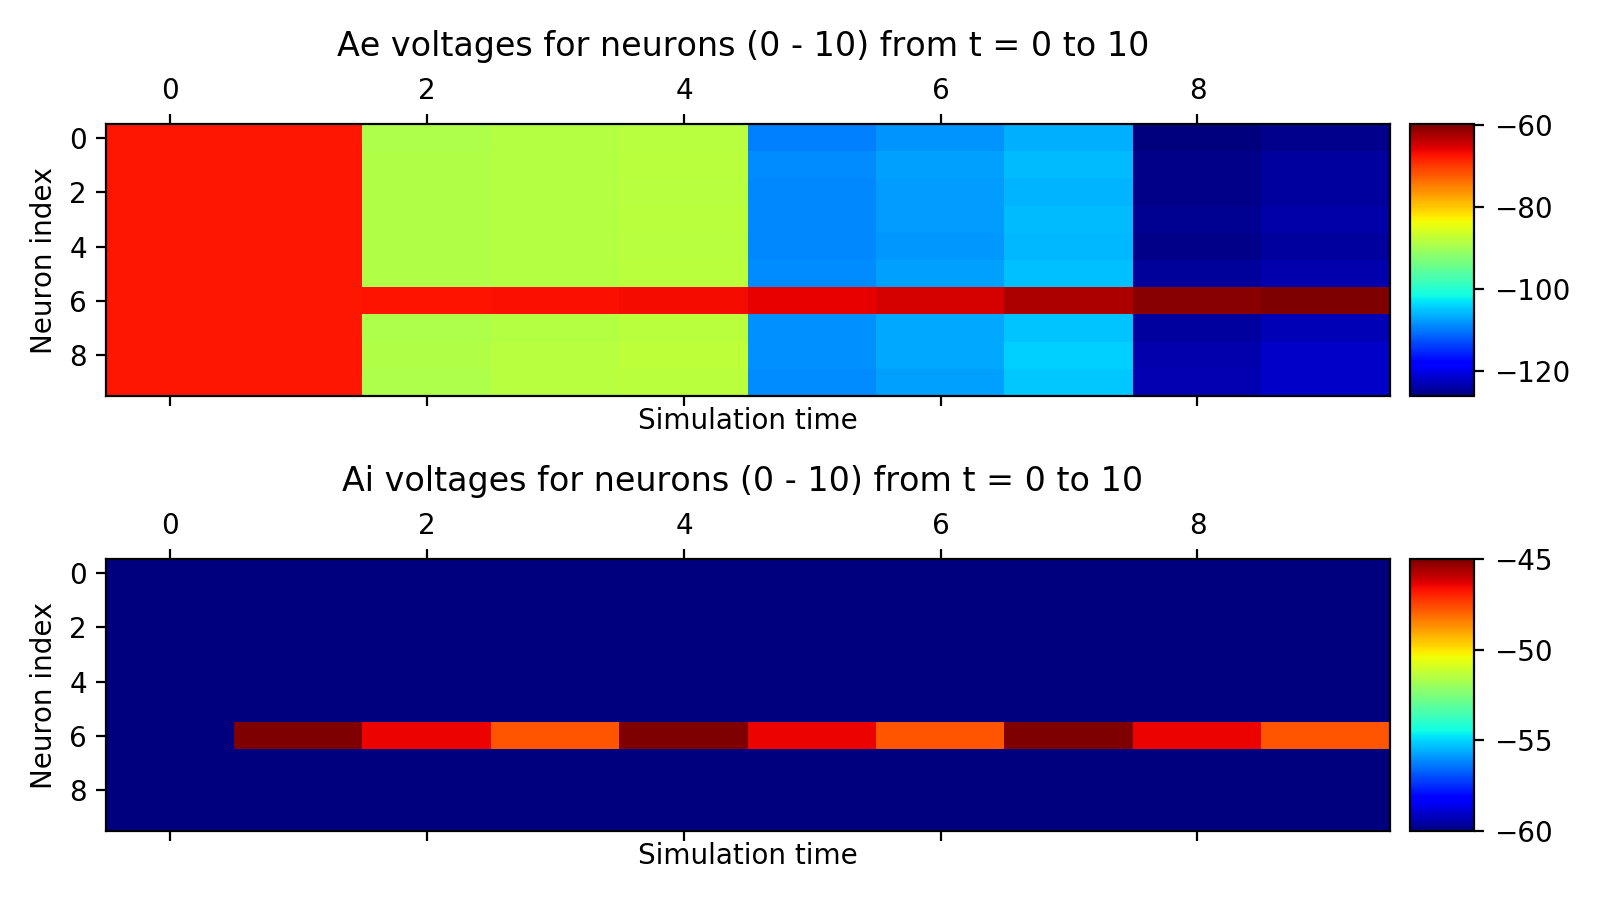 Ae voltages for neurons (0 - 10) from t = 0 to 10
0 2 4 6 8
Neuron index
0
2
4
6
8
−60
−80
−100
−120
Simulation time
Ai voltages for neurons (0 - 10) from t = 0 to 10
0 2 4 6 8
Neuron index
0
2
4
6
8
−45
−50
−55
−60
Simulation time